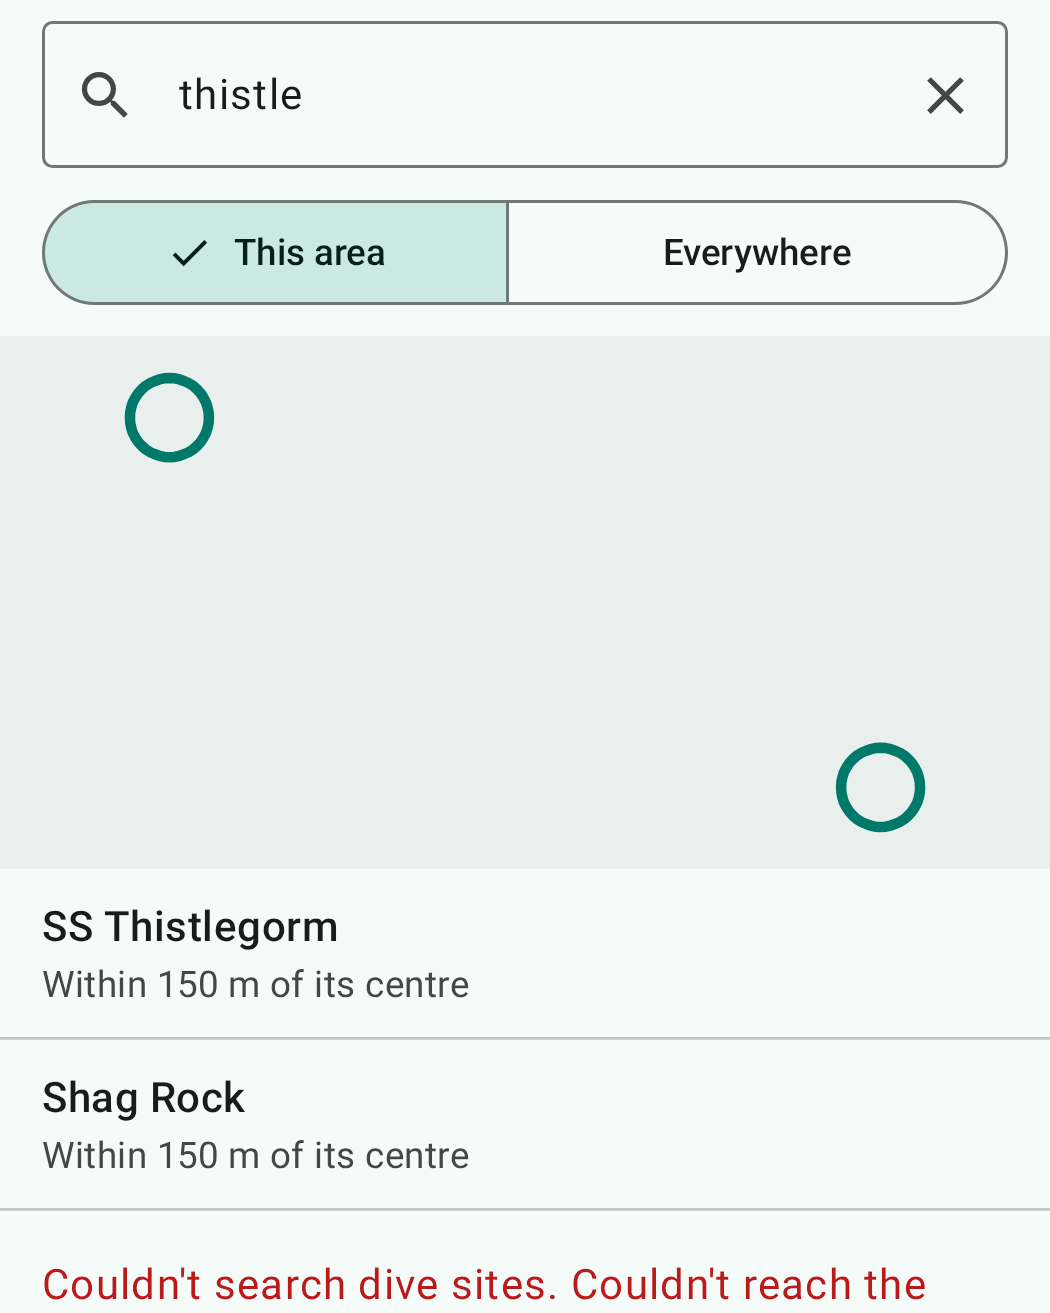 thistle
This area
Everywhere
SS Thistlegorm
Within 150 m of its centre
Shag Rock
Within 150 m of its centre
Couldn't search dive sites. Couldn't reach the